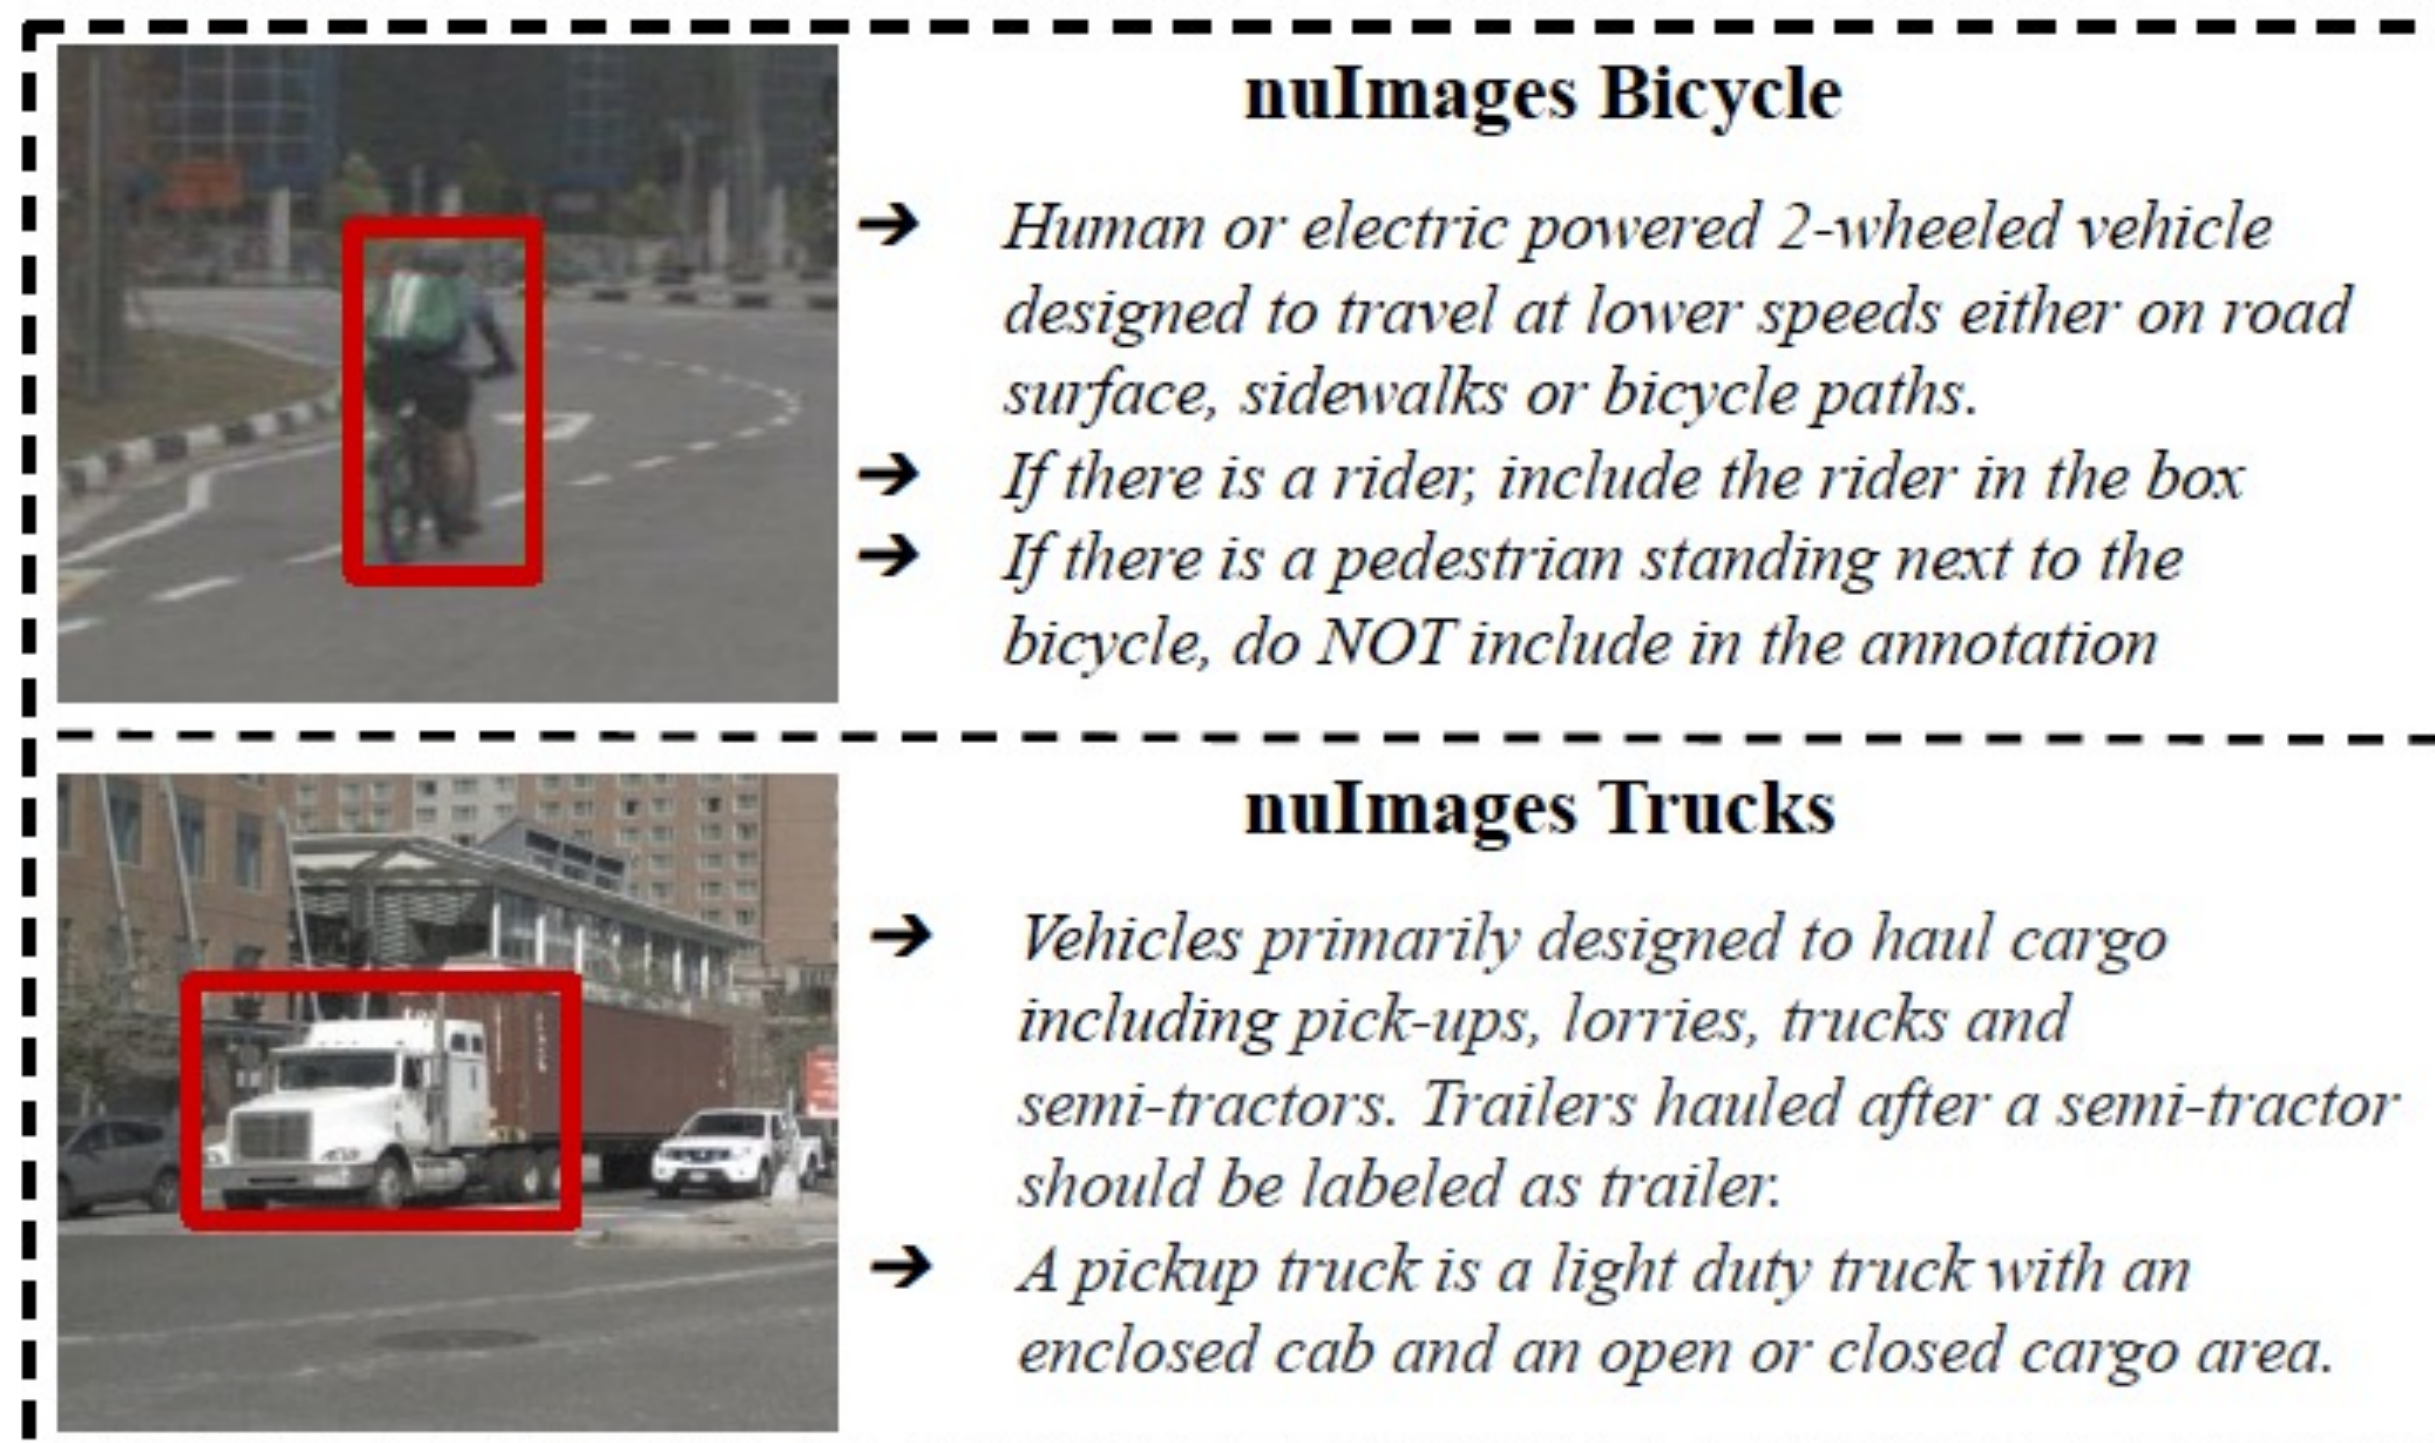 nuImages Bicycle
➔ Human or electric powered 2-wheeled vehicle
designed to travel at lower speeds either on road
surface, sidewalks or bicycle paths.
➔ If there is a rider, include the rider in the box
➔ If there is a pedestrian standing next to the
bicycle, do NOT include in the annotation
nuImages Trucks
➔ Vehicles primarily designed to haul cargo
including pick-ups, lorries, trucks and
semi-tractors. Trailers hauled after a semi-tractor
should be labeled as trailer.
➔ A pickup truck is a light duty truck with an
enclosed cab and an open or closed cargo area.